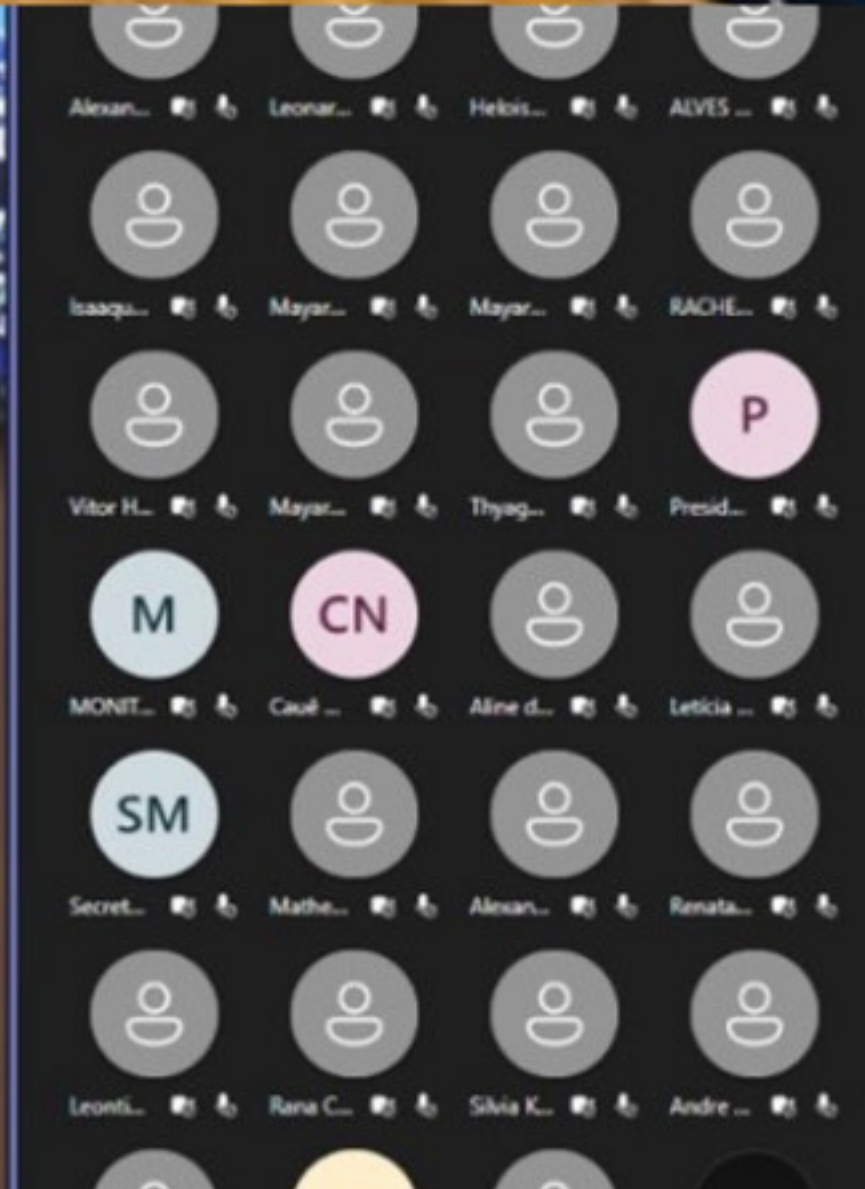 Alexan... Leonar... Helois... ALVES ...
Isaaqu... Mayar... Mayar... RACHE...
P
Vitor H... Mayar... Thyag... Presid...
M CN
MONIT... Cauê ... Aline d... Letícia ...
SM
Secret... Mathe... Alexan... Renata...
Leonti... Rana C... Silvia K... Andre ...